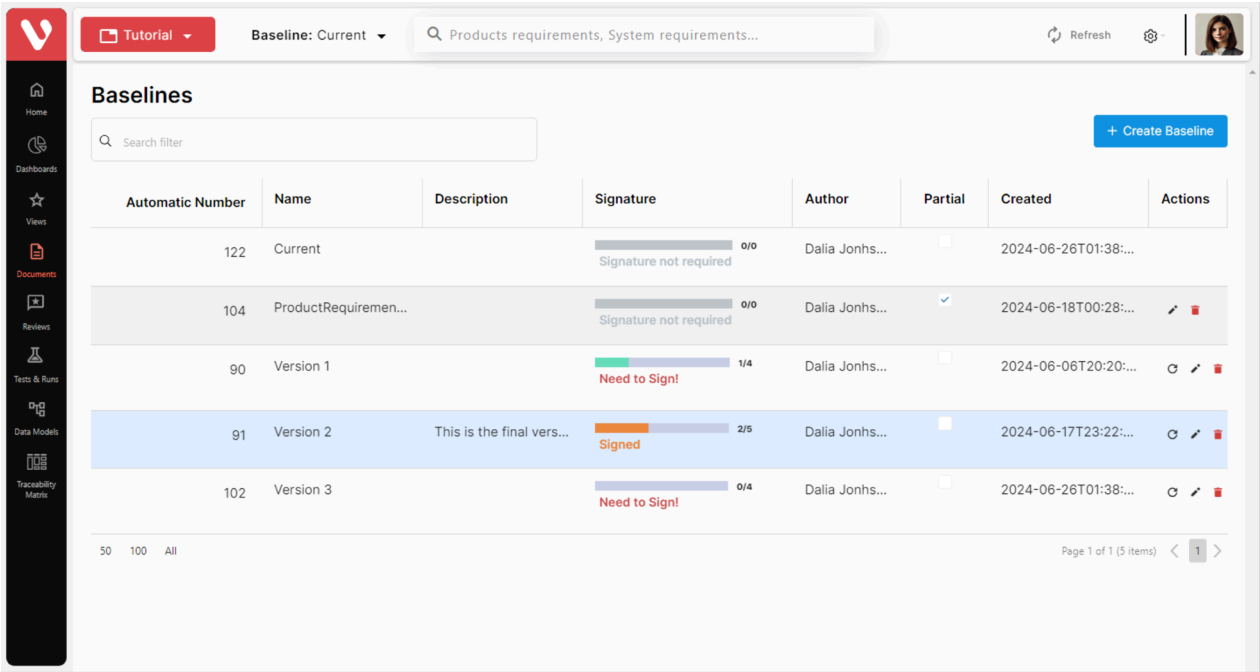 Tutorial
Baseline: Current
Products requirements, System requirements...
Refresh
Home
Dashboards
Views
Documents
Reviews
Tests & Runs
Data Models
Traceability
Matrix
Baselines
Search filter
+ Create Baseline
Automatic Number Name Description Signature Author Partial Created Actions
122 Current 0/0 Dalia Jonhs... 2024-06-26T01:38:...
Signature not required
104 ProductRequiremen... 0/0 Dalia Jonhs... 2024-06-18T00:28:...
Signature not required
90 Version 1 1/4 Dalia Jonhs... 2024-06-06T20:20:...
Need to Sign!
91 Version 2 This is the final vers... 2/5 Dalia Jonhs... 2024-06-17T23:22:...
Signed
102 Version 3 0/4 Dalia Jonhs... 2024-06-26T01:38:...
Need to Sign!
50 100 All Page 1 of 1 (5 items) 1